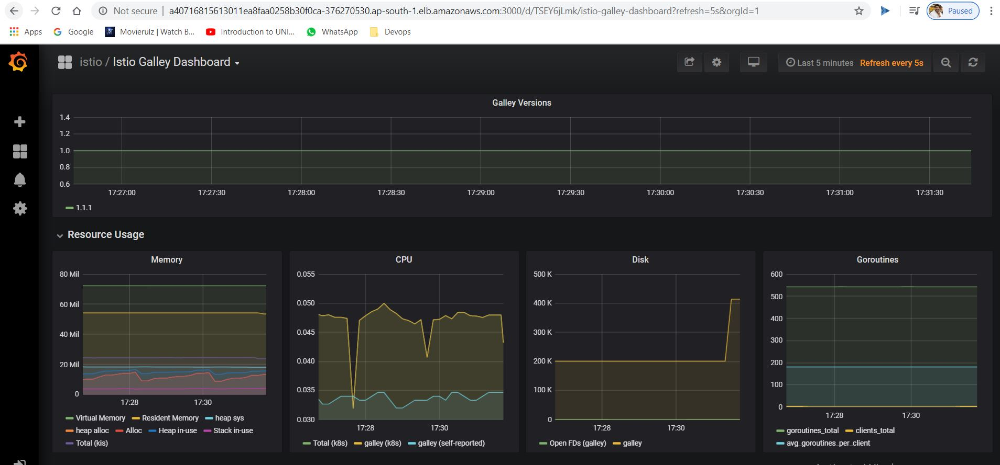 Not secure | a40716815613011ea8faa0258b30f0ca-376270530.ap-south-1.elb.amazonaws.com:3000/d/TSEY6jLmk/istio-galley-dashboard?refresh=5s&orgId=1 Paused
Apps Google Movierulz | Watch B... Introduction to UNI... WhatsApp Devops
istio / Istio Galley Dashboard Last 5 minutes Refresh every 5s
Galley Versions
1.4
1.2
1.0
0.8
0.6
17:27:00 17:27:30 17:28:00 17:28:30 17:29:00 17:29:30 17:30:00 17:30:30 17:31:00 17:31:30
1.1.1
Resource Usage
Memory
80 Mil
60 Mil
40 Mil
20 Mil
0
17:28 17:30
Virtual Memory Resident Memory heap sys
heap alloc Alloc Heap in-use Stack in-use
Total (kis)
CPU
0.055
0.050
0.045
0.040
0.035
0.030
17:28 17:30
Total (k8s) galley (k8s) galley (self-reported)
Disk
500 K
400 K
300 K
200 K
100 K
0
17:28 17:30
Open FDs (galley) galley
Goroutines
600
500
400
300
200
100
0
17:28 17:30
goroutines_total clients_total
avg_goroutines_per_client